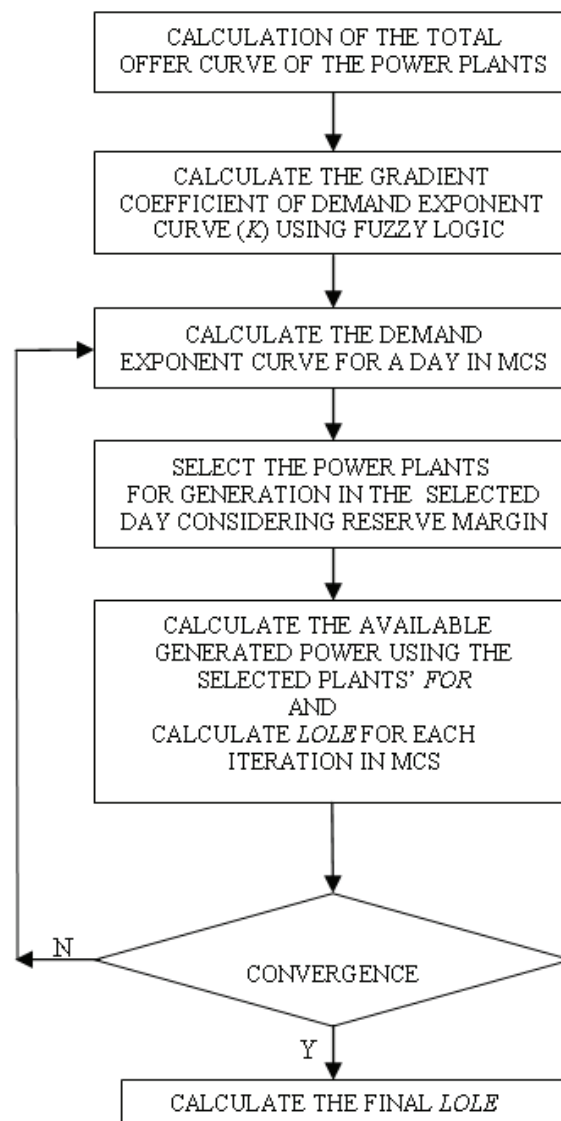 CALCULATION OF THE TOTAL
OFFER CURVE OF THE POWER PLANTS
CALCULATE THE GRADIENT
COEFFICIENT OF DEMAND EXPONENT
CURVE (K) USING FUZZY LOGIC
CALCULATE THE DEMAND
EXPONENT CURVE FOR A DAY IN MCS
SELECT THE POWER PLANTS
FOR GENERATION IN THE SELECTED
DAY CONSIDERING RESERVE MARGIN
CALCULATE THE AVAILABLE
GENERATED POWER USING THE
SELECTED PLANTS' FOR
AND
CALCULATE LOLE FOR EACH
ITERATION IN MCS
N
CONVERGENCE
Y
CALCULATE THE FINAL LOLE